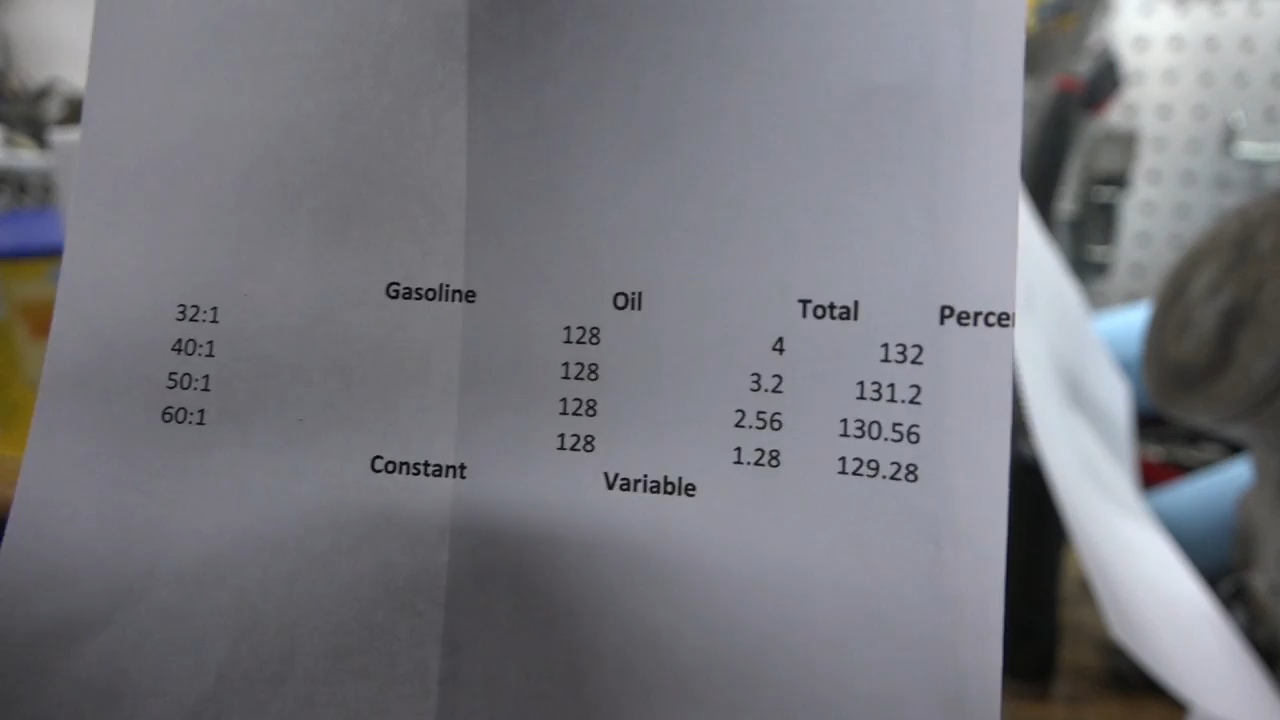 Gasoline Oil Total Percer
32:1 128 4 132
40:1 128 3.2 131.2
50:1 128 2.56 130.56
60:1 128 1.28 129.28
Constant Variable